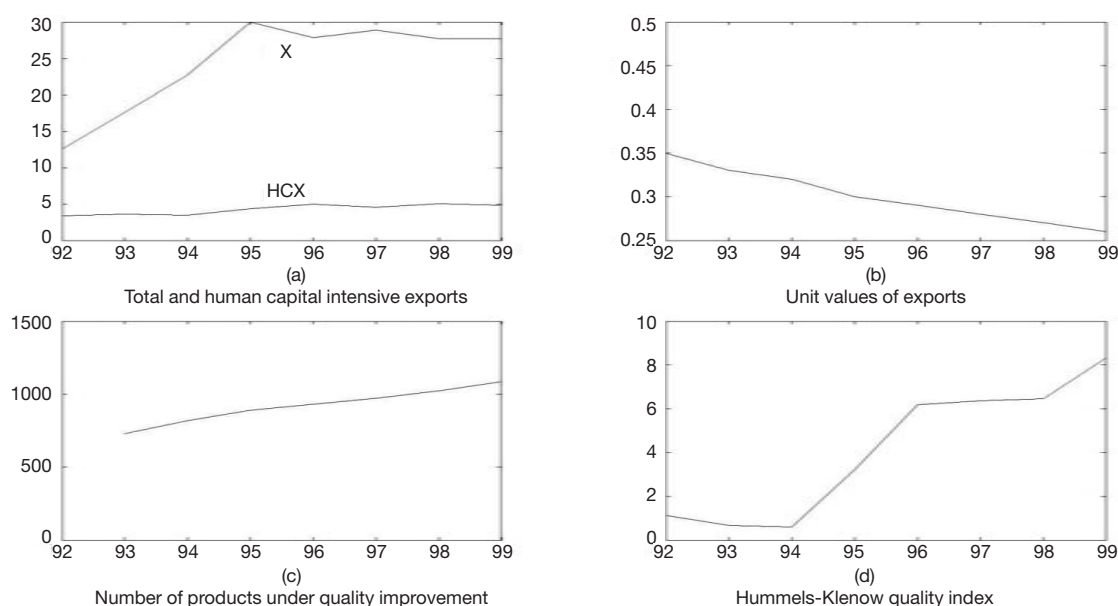 30
25
20
15
10
5
0
X
HCX
92 93 94 95 96 97 98 99
(a)
Total and human capital intensive exports
0.5
0.45
0.4
0.35
0.3
0.25
92 93 94 95 96 97 98 99
(b)
Unit values of exports
1500
1000
500
0
92 93 94 95 96 97 98 99
(c)
Number of products under quality improvement
10
8
6
4
2
0
92 93 94 95 96 97 98 99
(d)
Hummels-Klenow quality index